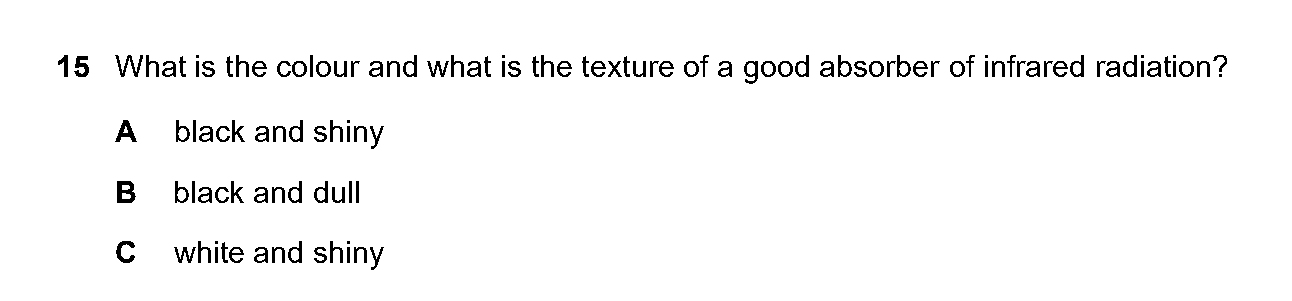 15 What is the colour and what is the texture of a good absorber of infrared radiation?
A black and shiny
B black and dull
C white and shiny